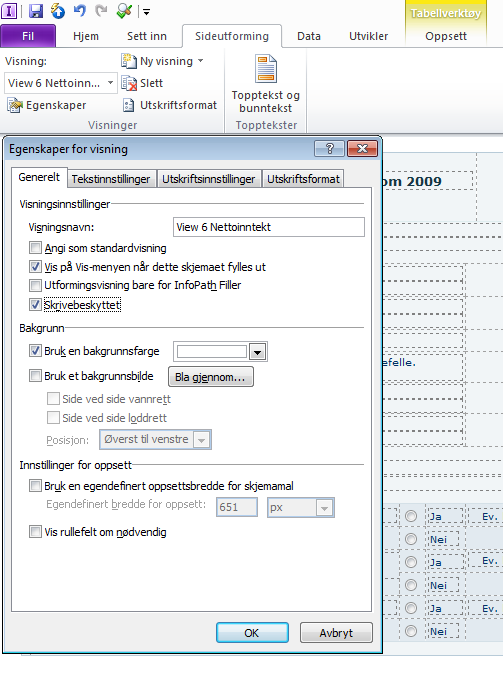 Tabellverktøy
Fil Hjem Sett inn Sideutforming Data Utvikler Oppsett
Visning:
View 6 Nettoinn...
Egenskaper
Ny visning
Slett
Utskriftsformat
Visninger
Topptekst og
bunntekst
Topptekster
Egenskaper for visning
Generelt Tekstinnstillinger Utskriftsinnstillinger Utskriftsformat
Visningsinnstillinger
Visningsnavn: View 6 Nettoinntekt
Angi som standardvisning
Vis på Vis-menyen når dette skjemaet fylles ut
Utformingsvisning bare for InfoPath Filler
Skrivebeskyttet
Bakgrunn
Bruk en bakgrunnsfarge
Bruk et bakgrunnsbilde Bla gjennom...
Side ved side vannrett
Side ved side loddrett
Posisjon: Øverst til venstre
Innstillinger for oppsett
Bruk en egendefinert oppsettsbredde for skjemamal
Egendefinert bredde for oppsett: 651 px
Vis rullefelt om nødvendig
OK Avbryt
om 2009
efelle.
Ja Ev.
Nei
Ja Ev.
Nei
Ja Ev.
Nei